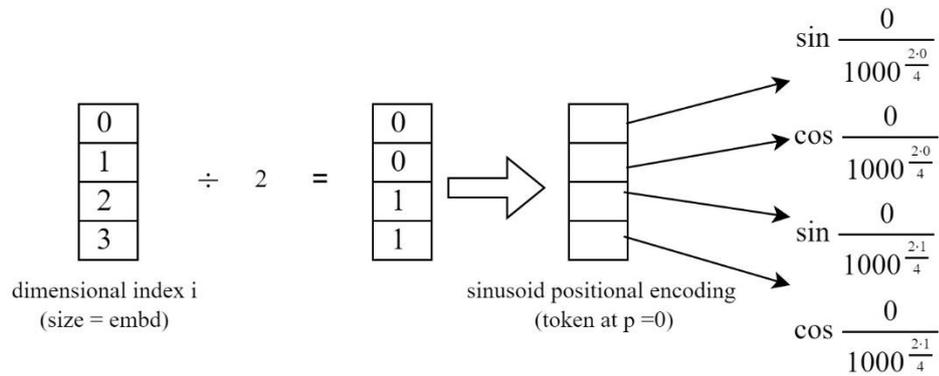 0
1
2
3
÷ 2 =
0
0
1
1
dimensional index i
(size = embd)
sinusoid positional encoding
(token at p =0)
sin 0 / 1000^(2·0/4)
cos 0 / 1000^(2·0/4)
sin 0 / 1000^(2·1/4)
cos 0 / 1000^(2·1/4)